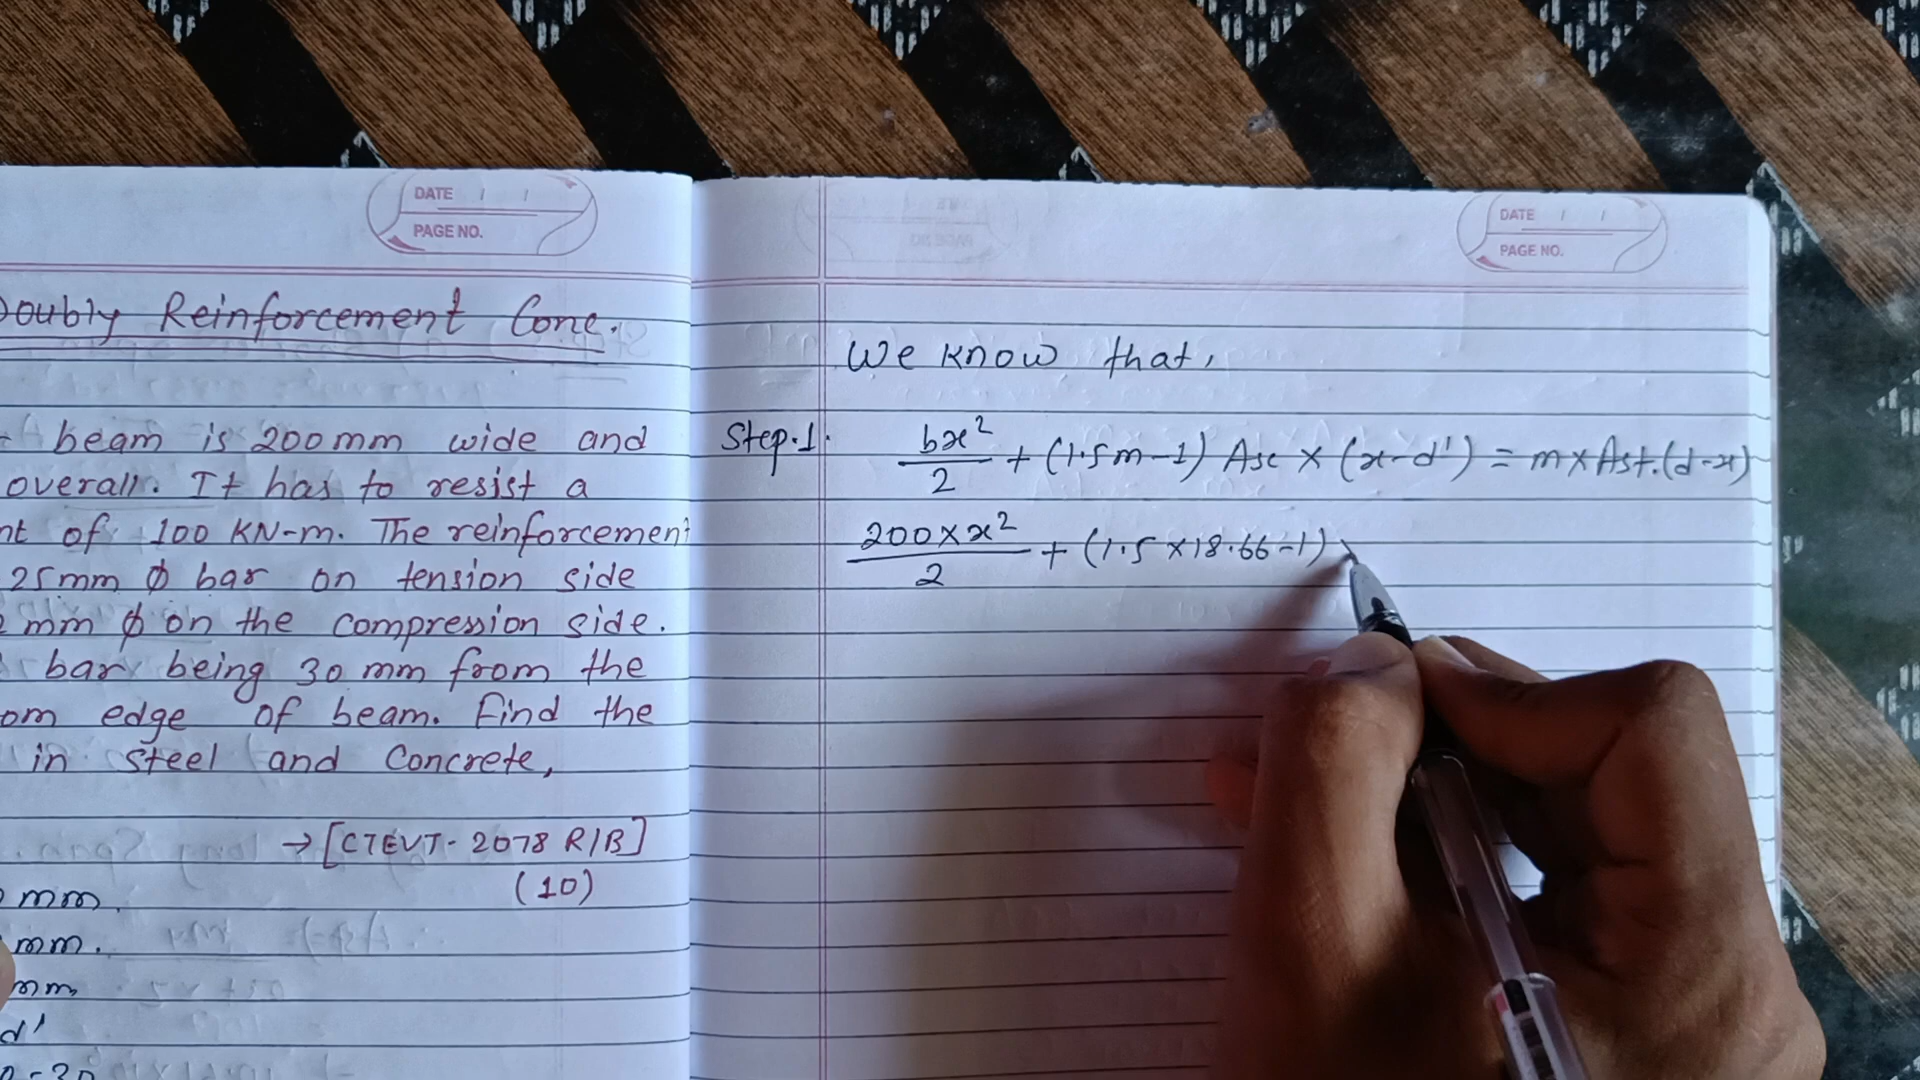 DATE / /
PAGE NO.
Doubly Reinforcement Conc.
beam is 200mm wide and
overall. It has to resist a
nt of 100 KN-m. The reinforcement
25mm ϕ bar on tension side
mm ϕ on the compression side.
bar being 30 mm from the
om edge of beam. Find the
in steel and Concrete,
→ [CTEVT- 2078 R/B]
(10)
mm.
mm.
mm
d'
-30
DATE / /
PAGE NO.
We know that,
Step.1: bx²/2 + (1.5m-1) Asc × (x-d') = m×Ast.(d-x)
200×x²/2 + (1.5×18.66-1)